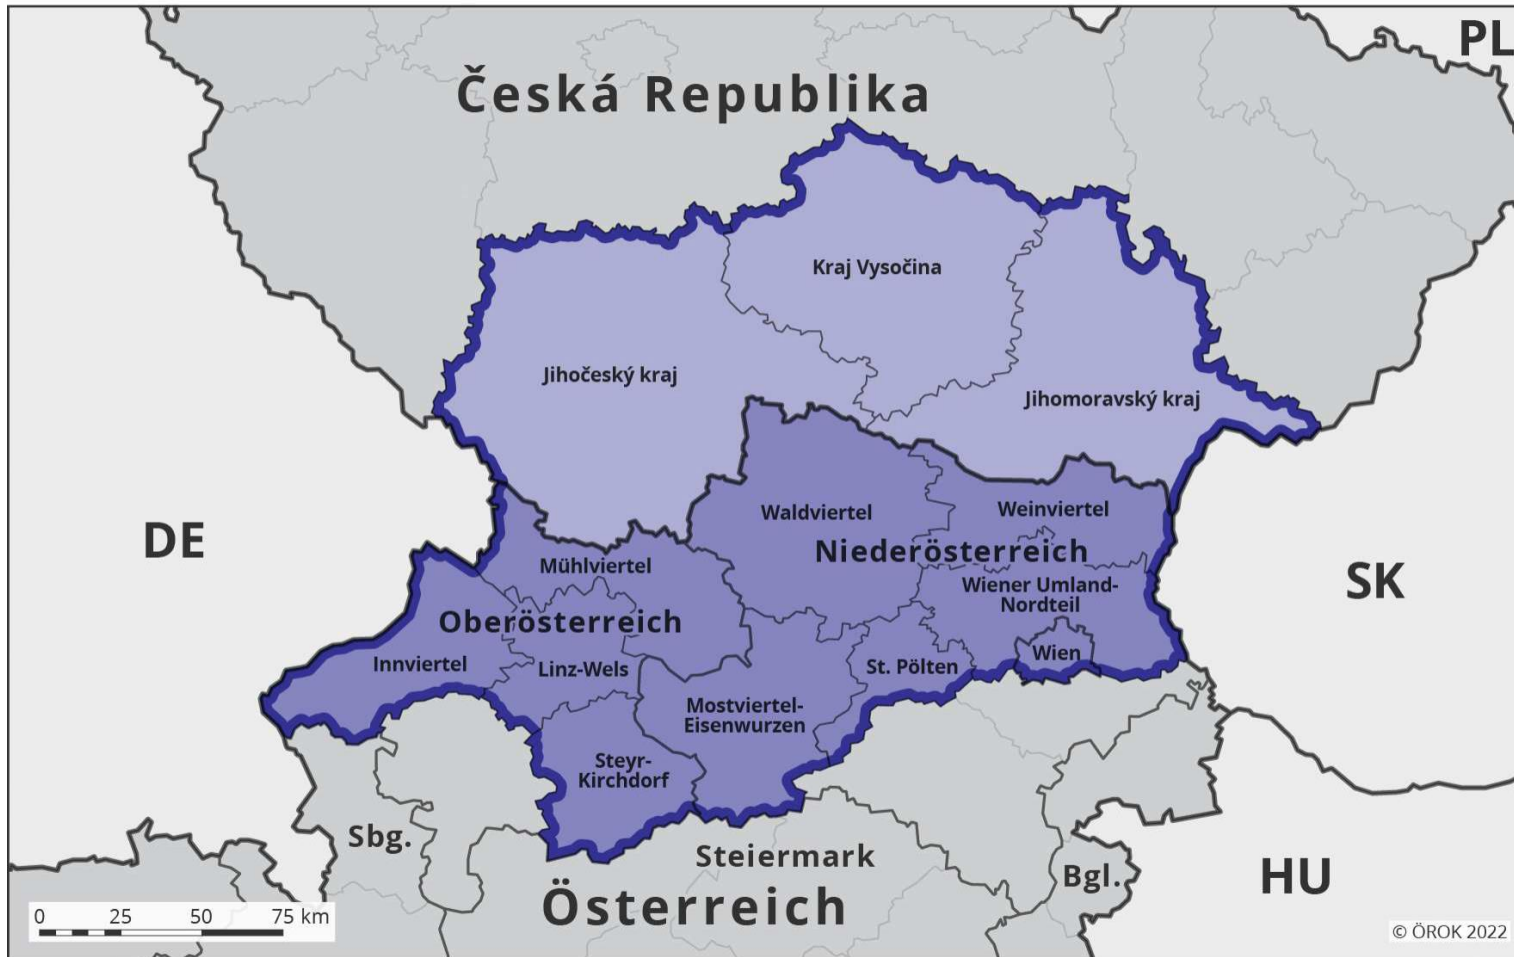 PL
Česká Republika
Kraj Vysočina
Jihočeský kraj
Jihomoravský kraj
DE
Waldviertel
Weinviertel
Niederösterreich
Mühlviertel
SK
Wiener Umland-
Nordteil
Oberösterreich
Innviertel
Linz-Wels
St. Pölten
Wien
Mostviertel-
Eisenwurzen
Steyr-
Kirchdorf
Sbg.
Steiermark
Bgl.
HU
Österreich
0 25 50 75 km
© ÖROK 2022